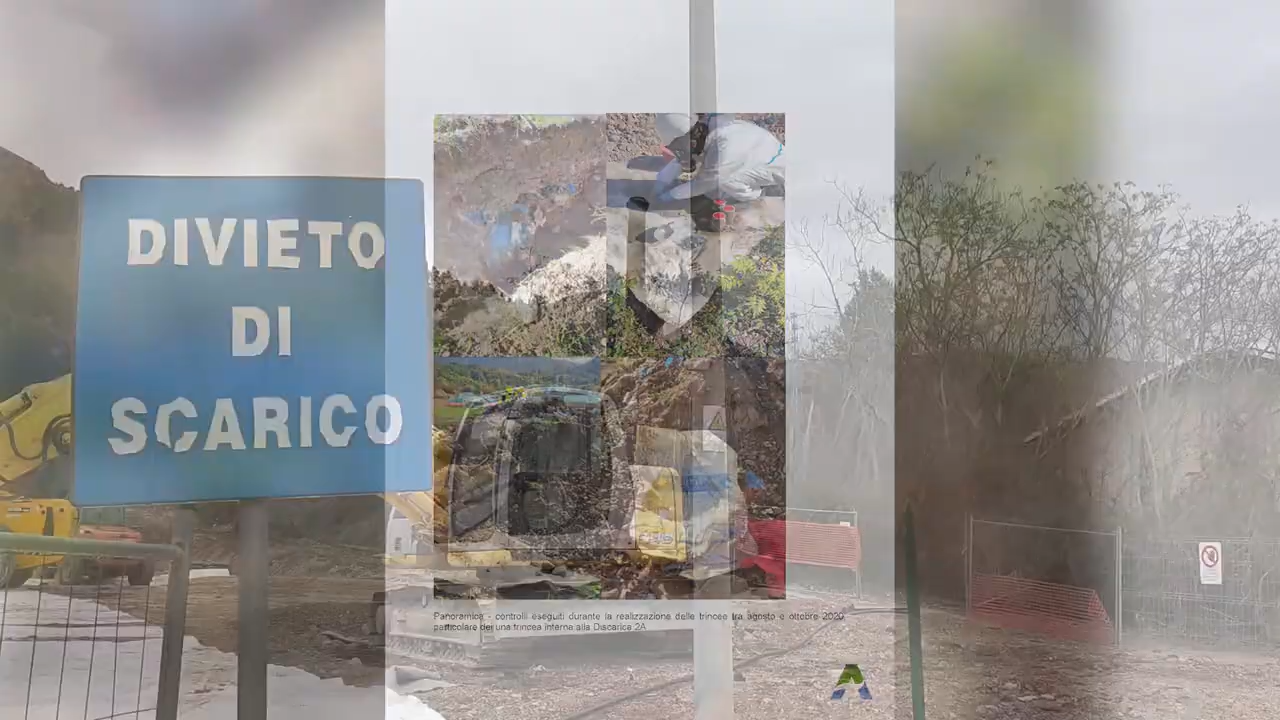 DIVIETO
DI
SCARICO
Panoramica - controlli eseguiti durante la realizzazione delle trincee tra agosto e ottobre 2020,
particolare dei una trincea interna alla Discarica 2A